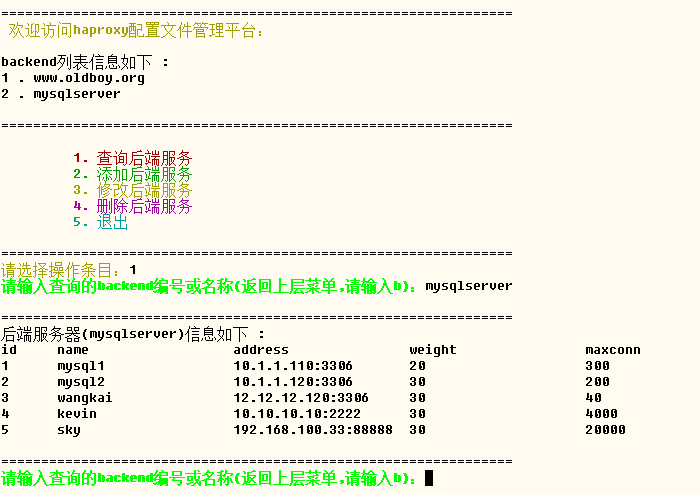 ================================================================
欢迎访问haproxy配置文件管理平台：
backend列表信息如下 :
1 . www.oldboy.org
2 . mysqlserver
================================================================
1. 查询后端服务
2. 添加后端服务
3. 修改后端服务
4. 删除后端服务
5. 退出
================================================================
请选择操作条目：1
请输入查询的backend编号或名称(返回上层菜单,请输入b)：mysqlserver
================================================================
后端服务器(mysqlserver)信息如下 :
id name address weight maxconn
1 mysql1 10.1.1.110:3306 20 300
2 mysql2 10.1.1.120:3306 30 200
3 wangkai 12.12.12.120:3306 30 40
4 kevin 10.10.10.10:2222 30 4000
5 sky 192.168.100.33:88888 30 20000
================================================================
请输入查询的backend编号或名称(返回上层菜单,请输入b)：